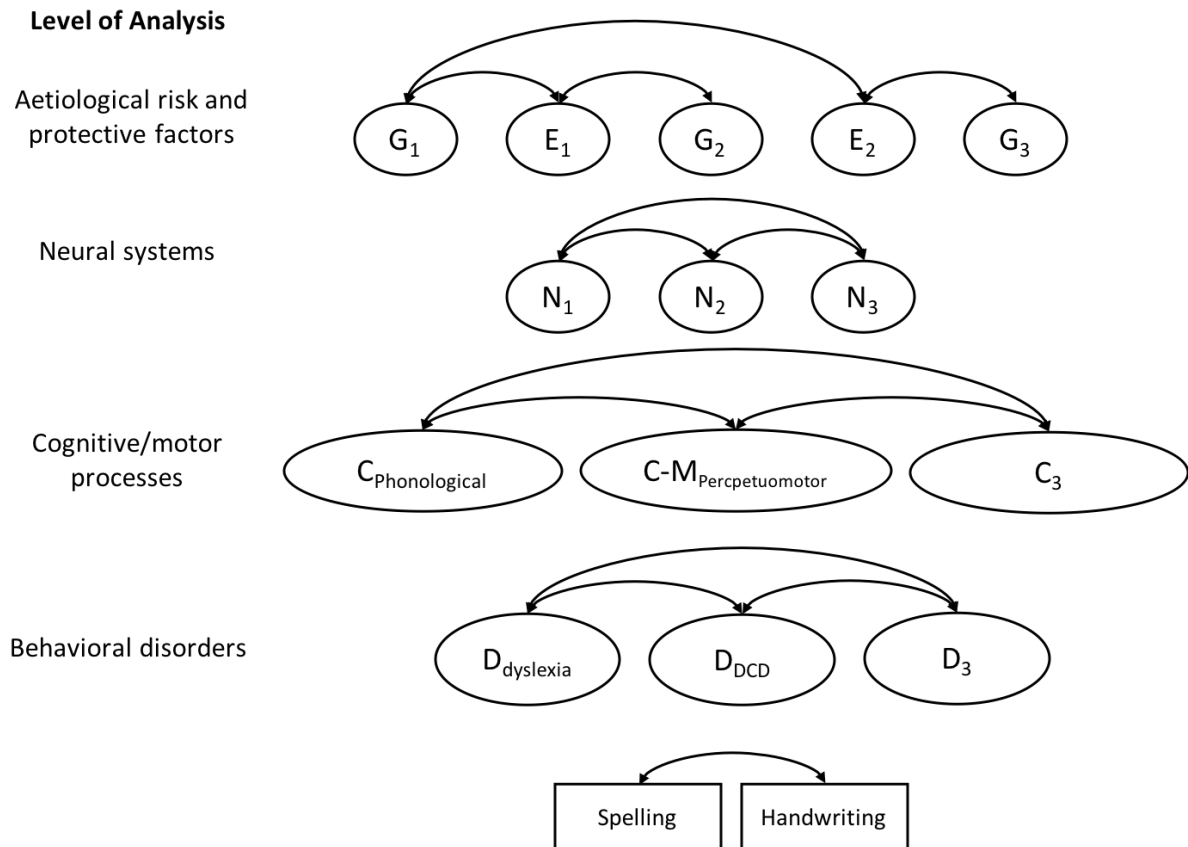 Level of Analysis
Aetiological risk and
protective factors
G1 E1 G2 E2 G3
Neural systems
N1 N2 N3
Cognitive/motor
processes
CPhonological C-MPercpetuomotor C3
Behavioral disorders
Ddyslexia DDCD D3
Spelling Handwriting